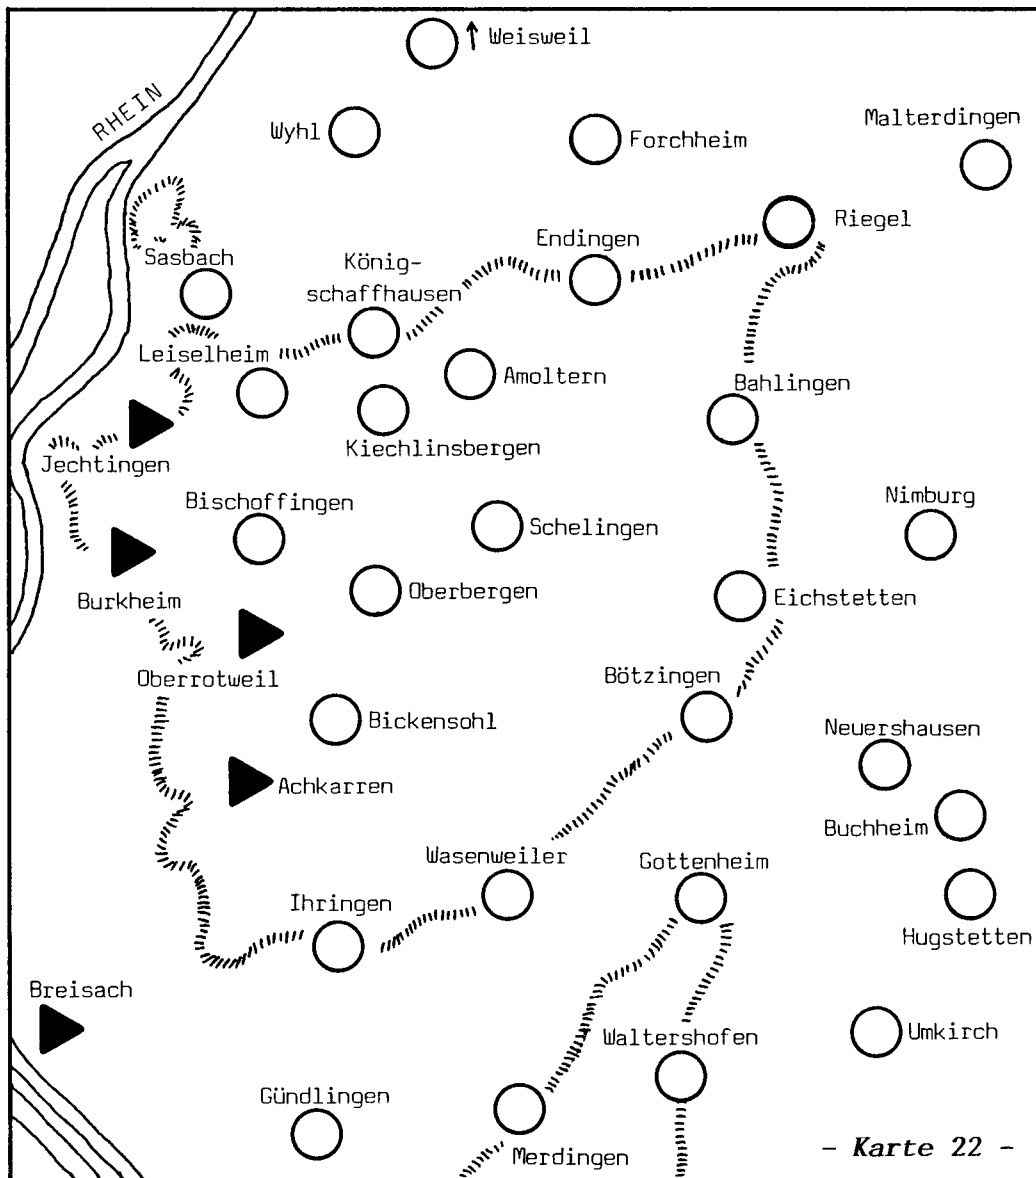 Weisweil
RHEIN
Wyhl
Forchheim
Malterdingen
Riegel
Endingen
Sasbach
König-
schaffhausen
Leiselheim
Amoltern
Bahlingen
Kiechlinsbergen
Jechtingen
Bischoffingen
Schelingen
Nimburg
Burkheim
Oberbergen
Eichstetten
Oberrotweil
Bötzingen
Bickensohl
Neuershausen
Achkarren
Buchheim
Wasenweiler
Gottenheim
Ihringen
Hugstetten
Breisach
Waltershofen
Umkirch
Gündlingen
Merdingen
- Karte 22 -